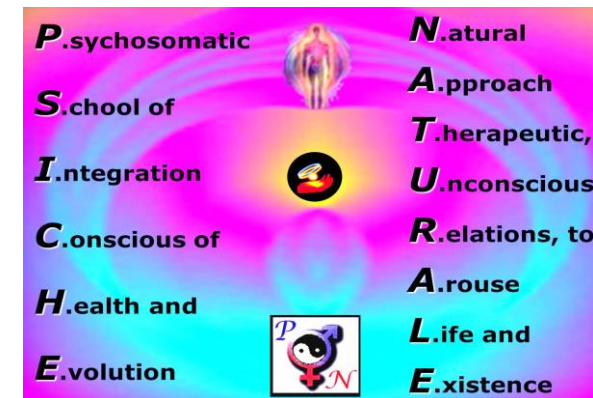 P.sychosomatic
S.chool of
I.ntegration
C.onscious of
H.ealth and
E.volution
N.atural
A.pproach
T.herapeutic,
U.nconscious
R.elations, to
A.rouse
L.ife and
E.xistence
P
N